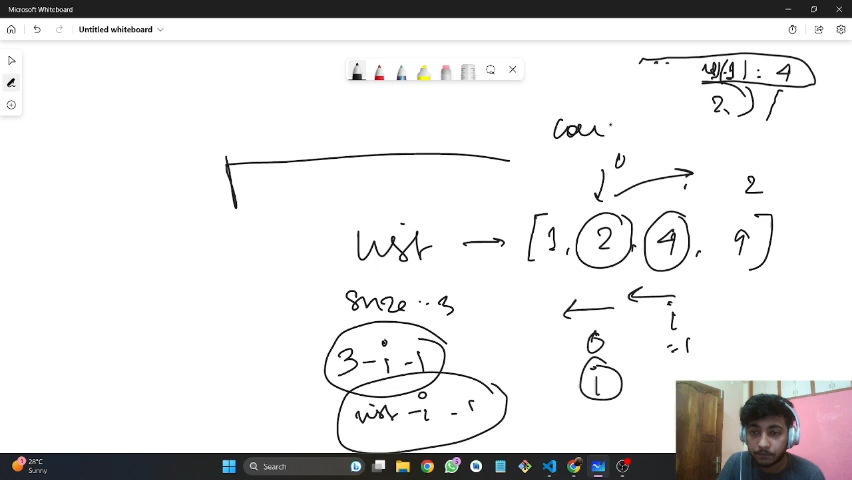 Microsoft Whiteboard
Untitled whiteboard
: 4
2
cou
0
2
list → [1, 2, 4, 9]
size : 3
3 - i - 1
list - i - 1
i
= 1
0
1
28°C
Sunny
Search